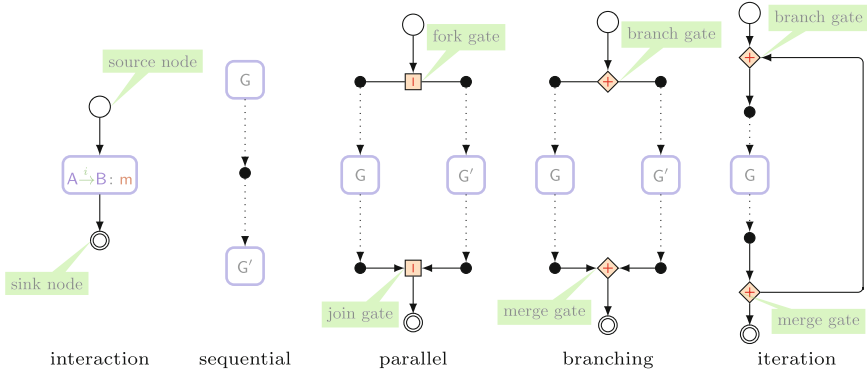 source node
A i→ B: m
sink node
interaction
G
G′
sequential
fork gate
|
G
G′
|
join gate
parallel
branch gate
+
G
G′
+
merge gate
branching
branch gate
+
G
+
merge gate
iteration